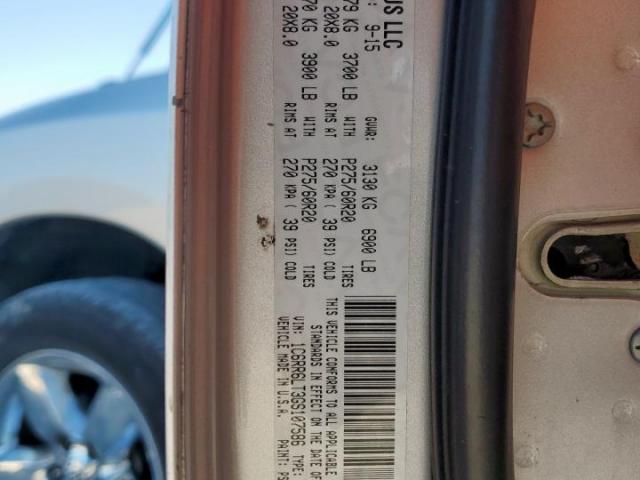 US LLC
: 9-15 GVWR: 3130 KG 6900 LB
79 KG 3700 LB WITH P275/60R20 TIRES
20X8.0 RIMS AT 270 KPA ( 39 PSI) COLD
70 KG 3900 LB WITH P275/60R20 TIRES
20X8.0 RIMS AT 270 KPA ( 39 PSI) COLD
THIS VEHICLE CONFORMS TO ALL APPLICABLE
STANDARDS IN EFFECT ON THE DATE OF
VIN: 1C6RR6LT3GS107586 TYPE:
VEHICLE MADE IN U.S.A. PAINT: PS